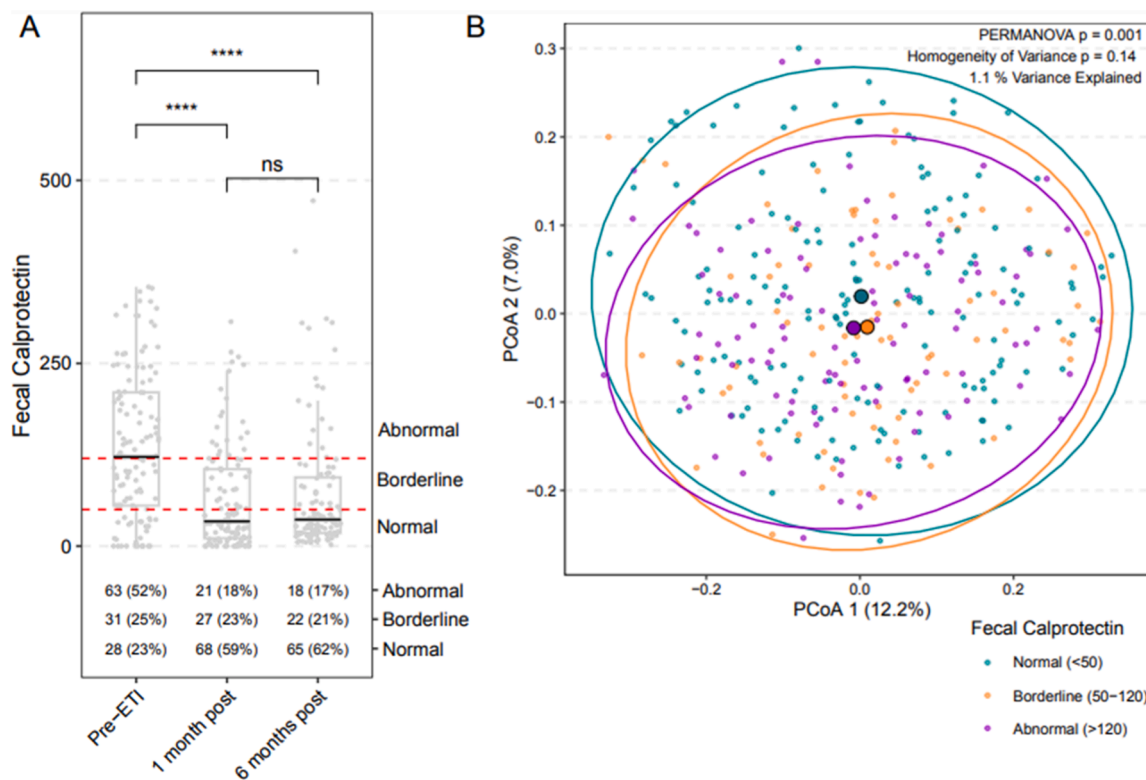 A
****
****
ns
500
250
0
Fecal Calprotectin
Abnormal
Borderline
Normal
63 (52%) 21 (18%) 18 (17%) Abnormal
31 (25%) 27 (23%) 22 (21%) Borderline
28 (23%) 68 (59%) 65 (62%) Normal
Pre−ETI
1 month post
6 months post
B
PERMANOVA p = 0.001
Homogeneity of Variance p = 0.14
1.1 % Variance Explained
0.3
0.2
0.1
0.0
−0.1
−0.2
PCoA 2 (7.0%)
−0.2 0.0 0.2
PCoA 1 (12.2%)
Fecal Calprotectin
Normal (<50)
Borderline (50−120)
Abnormal (>120)